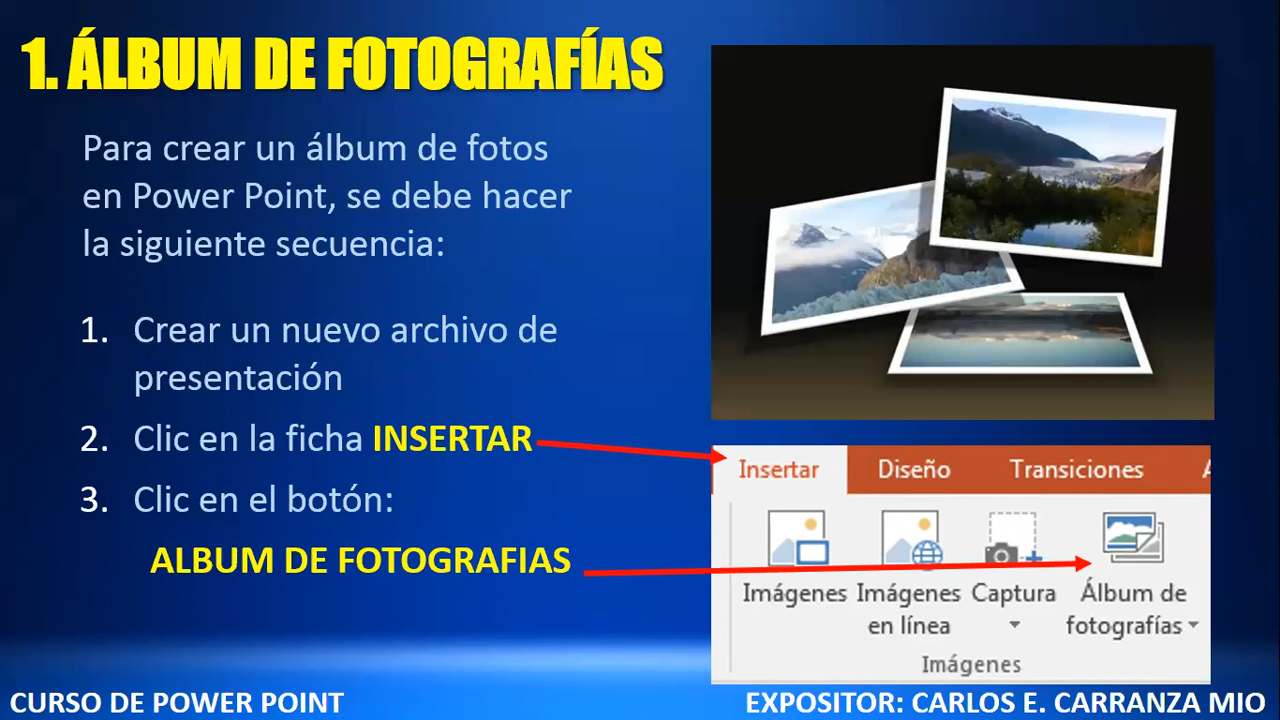 1. ÁLBUM DE FOTOGRAFÍAS
Para crear un álbum de fotos
en Power Point, se debe hacer
la siguiente secuencia:
1. Crear un nuevo archivo de
presentación
2. Clic en la ficha INSERTAR
3. Clic en el botón:
ALBUM DE FOTOGRAFIAS
Insertar Diseño Transiciones
Imágenes Imágenes en línea Captura Álbum de fotografías
Imágenes
CURSO DE POWER POINT
EXPOSITOR: CARLOS E. CARRANZA MIO